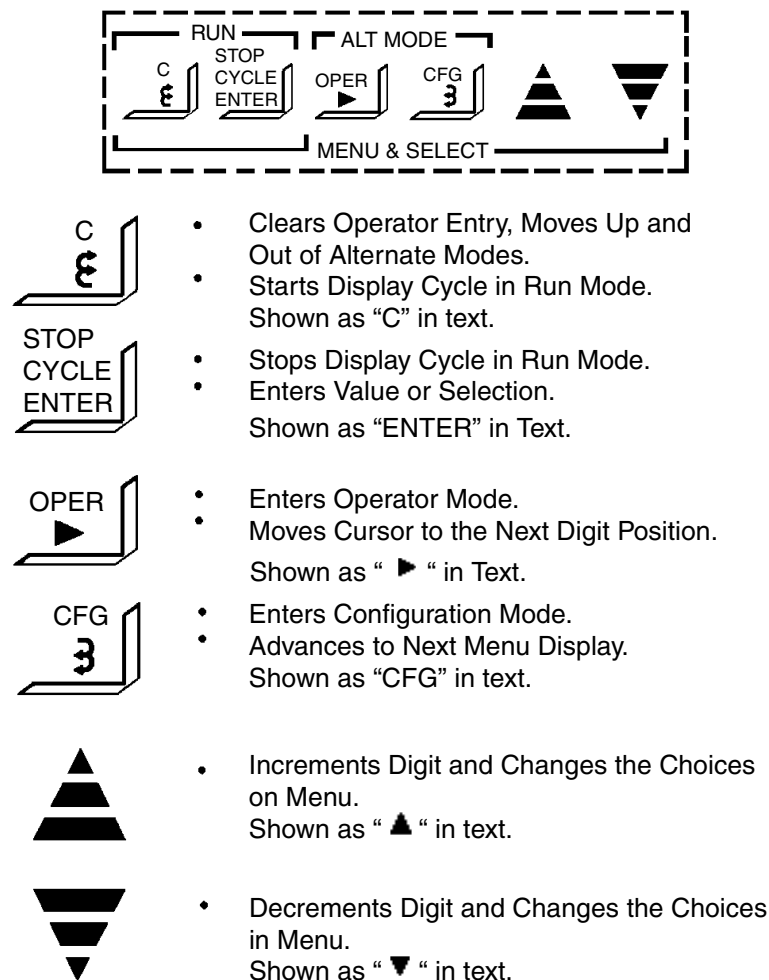 RUN
ALT MODE
C
STOP
CYCLE
ENTER
OPER
CFG
MENU & SELECT
C
• Clears Operator Entry, Moves Up and
Out of Alternate Modes.
• Starts Display Cycle in Run Mode.
Shown as “C” in text.
STOP
CYCLE
ENTER
• Stops Display Cycle in Run Mode.
• Enters Value or Selection.
Shown as “ENTER” in Text.
OPER
▶
• Enters Operator Mode.
• Moves Cursor to the Next Digit Position.
Shown as “ ▶ “ in Text.
CFG
• Enters Configuration Mode.
• Advances to Next Menu Display.
Shown as “CFG” in text.
• Increments Digit and Changes the Choices
on Menu.
Shown as “ ▲ “ in text.
• Decrements Digit and Changes the Choices
in Menu.
Shown as “ ▼ “ in text.